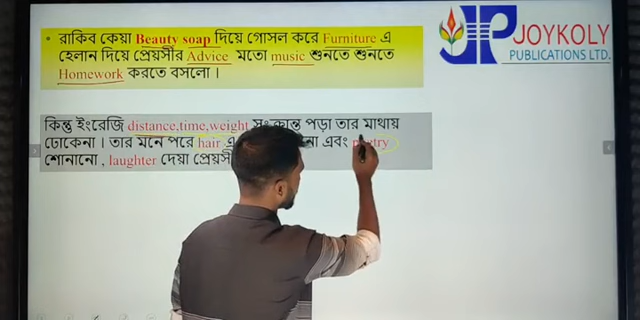 • রাকিব কেয়া Beauty soap দিয়ে গোসল করে Furniture এ
হেলান দিয়ে প্রেয়সীর Advice মতো music শুনতে শুনতে
Homework করতে বসলো ।
JOYKOLY
PUBLICATIONS LTD.
কিন্তু ইংরেজি distance,time,weight সংক্রান্ত পড়া তার মাথায়
ঢোকেনা । তার মনে পরে hair এবং
শোনানো , laughter দেয়া প্রেয়সী